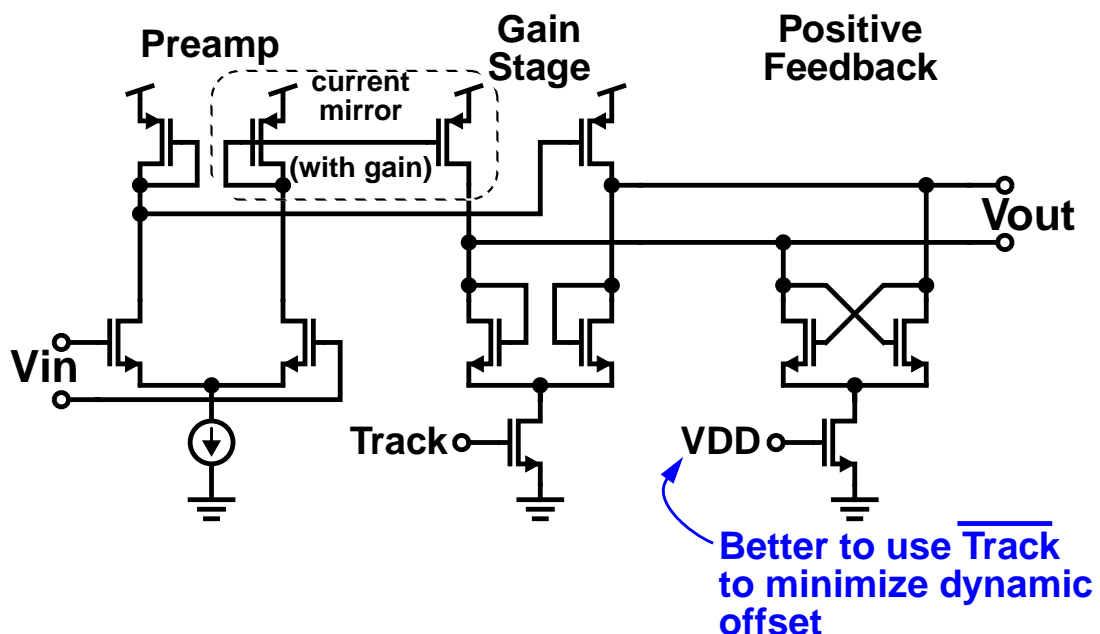 Preamp
Gain
Stage
Positive
Feedback
current
mirror
(with gain)
Vout
Vin
Track
VDD
Better to use Track
to minimize dynamic
offset